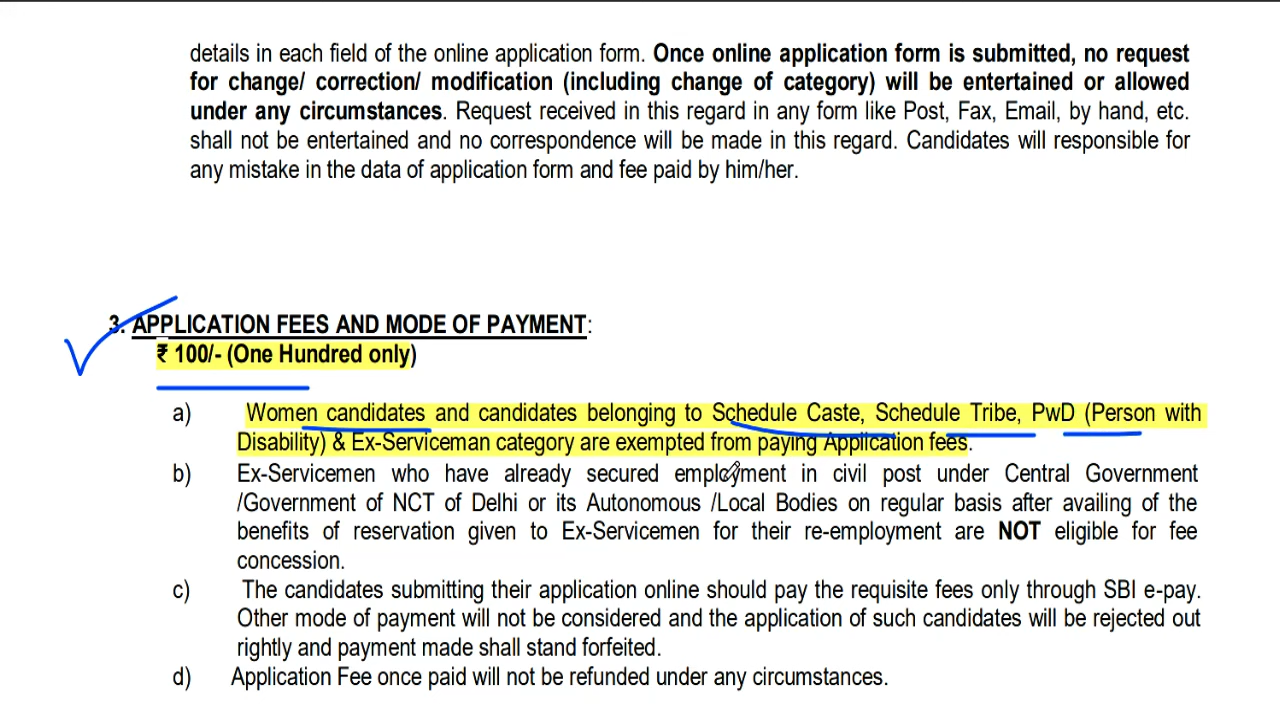 details in each field of the online application form. Once online application form is submitted, no request
for change/ correction/ modification (including change of category) will be entertained or allowed
under any circumstances. Request received in this regard in any form like Post, Fax, Email, by hand, etc.
shall not be entertained and no correspondence will be made in this regard. Candidates will responsible for
any mistake in the data of application form and fee paid by him/her.
3. APPLICATION FEES AND MODE OF PAYMENT:
₹ 100/- (One Hundred only)
a) Women candidates and candidates belonging to Schedule Caste, Schedule Tribe, PwD (Person with
Disability) & Ex-Serviceman category are exempted from paying Application fees.
b) Ex-Servicemen who have already secured employment in civil post under Central Government
/Government of NCT of Delhi or its Autonomous /Local Bodies on regular basis after availing of the
benefits of reservation given to Ex-Servicemen for their re-employment are NOT eligible for fee
concession.
c) The candidates submitting their application online should pay the requisite fees only through SBI e-pay.
Other mode of payment will not be considered and the application of such candidates will be rejected out
rightly and payment made shall stand forfeited.
d) Application Fee once paid will not be refunded under any circumstances.